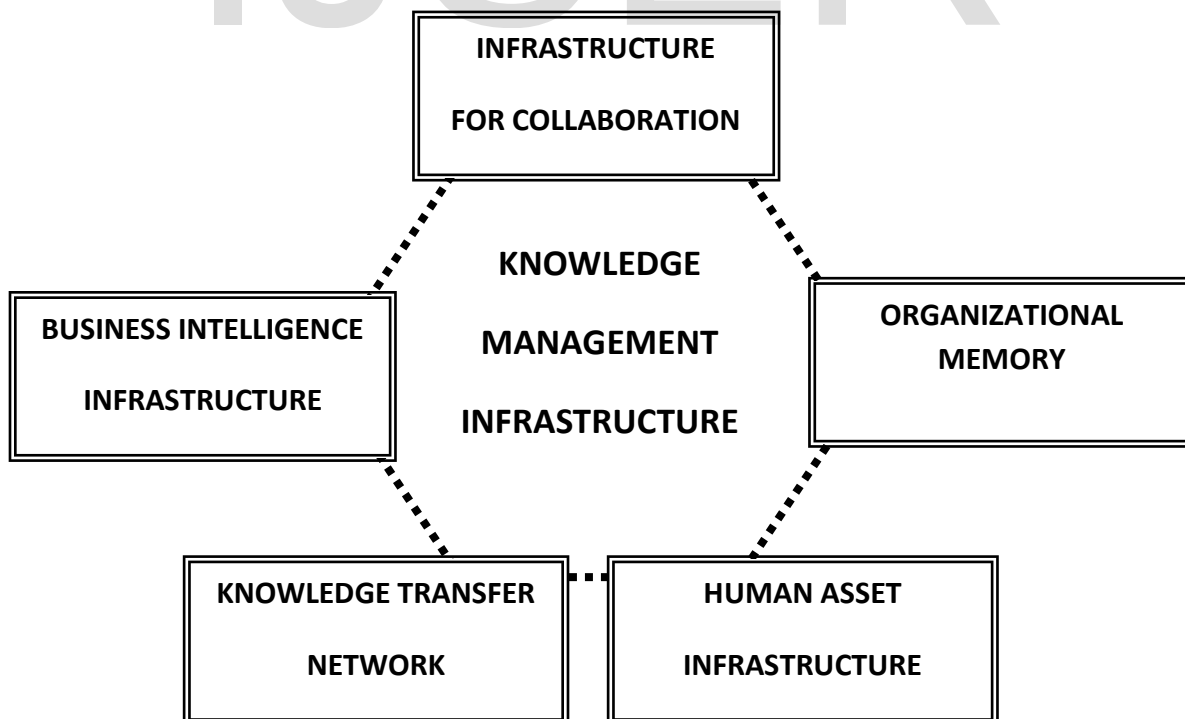 INFRASTRUCTURE
FOR COLLABORATION
KNOWLEDGE
MANAGEMENT
INFRASTRUCTURE
BUSINESS INTELLIGENCE
INFRASTRUCTURE
ORGANIZATIONAL
MEMORY
KNOWLEDGE TRANSFER
NETWORK
HUMAN ASSET
INFRASTRUCTURE